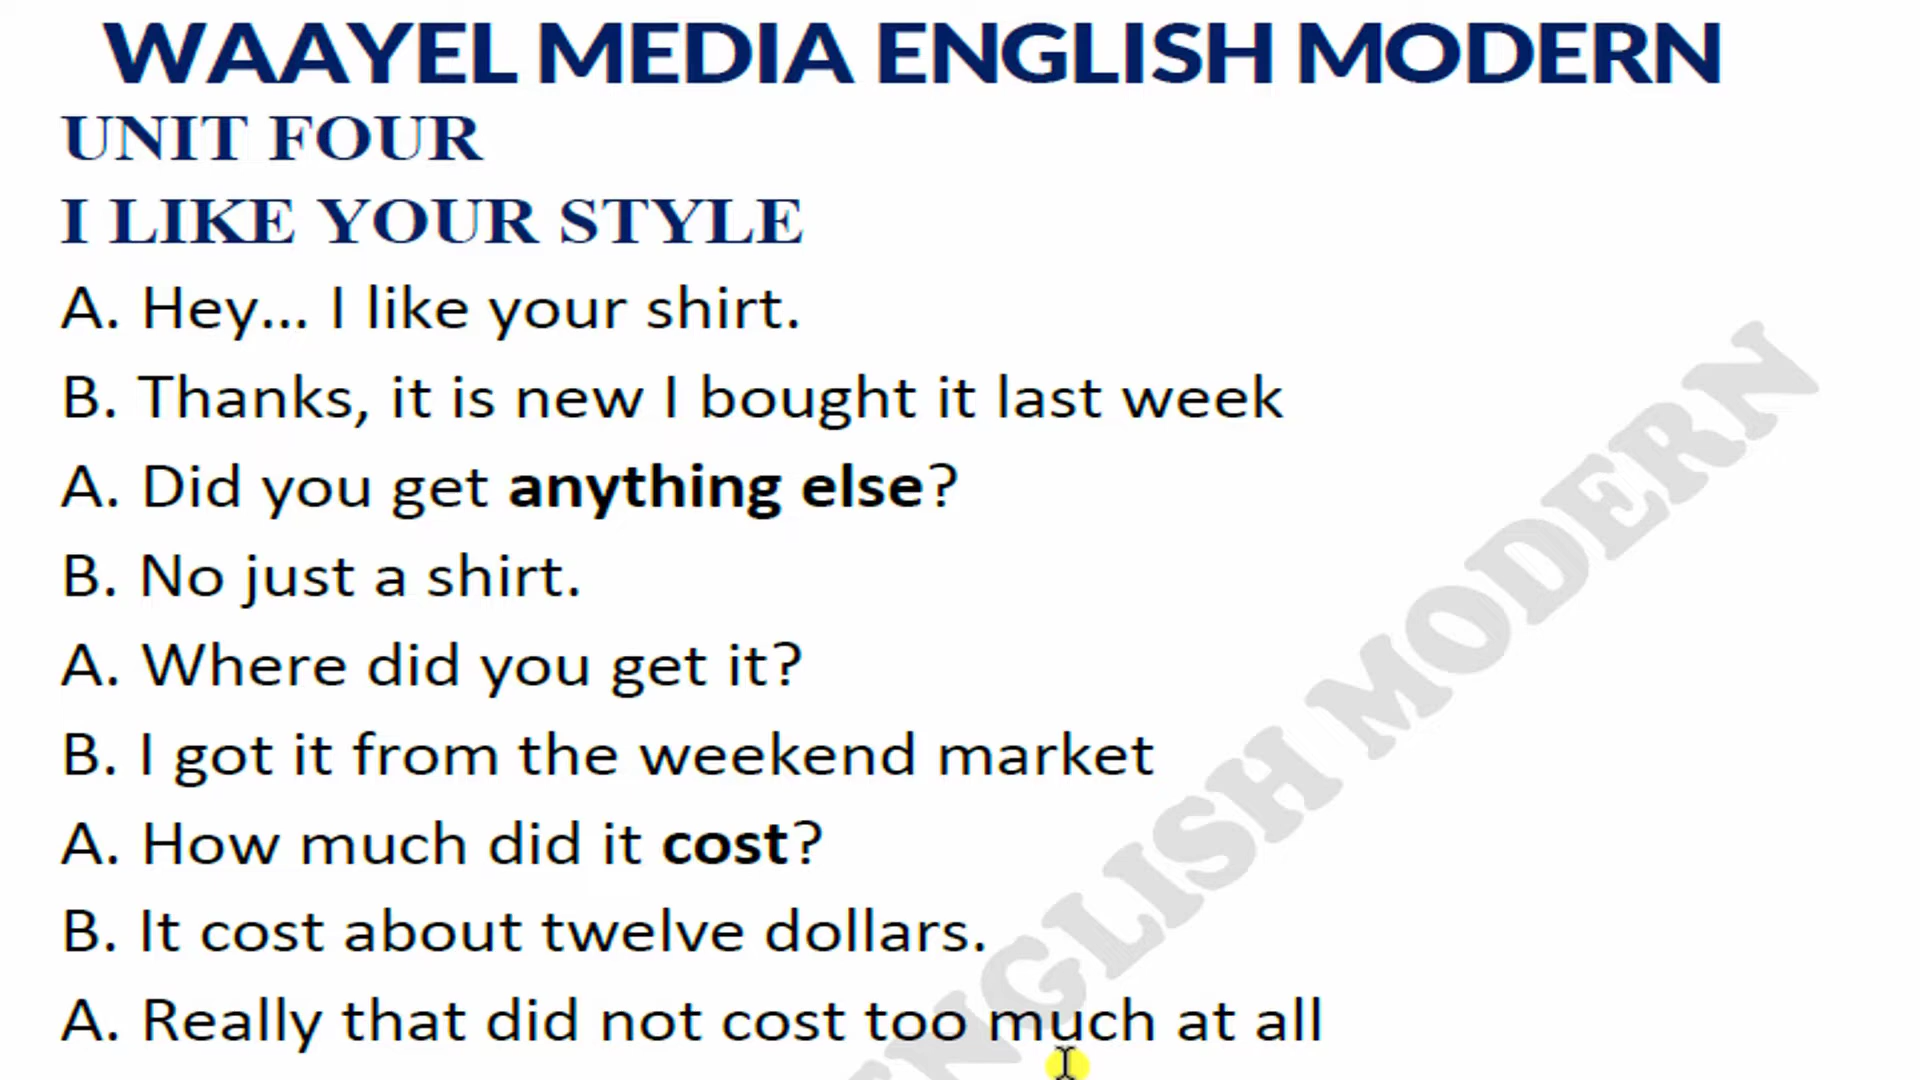 WAAYEL MEDIA ENGLISH MODERN
UNIT FOUR
I LIKE YOUR STYLE
A. Hey... I like your shirt.
B. Thanks, it is new I bought it last week
A. Did you get anything else?
B. No just a shirt.
A. Where did you get it?
B. I got it from the weekend market
A. How much did it cost?
B. It cost about twelve dollars.
A. Really that did not cost too much at all
ENGLISH MODERN